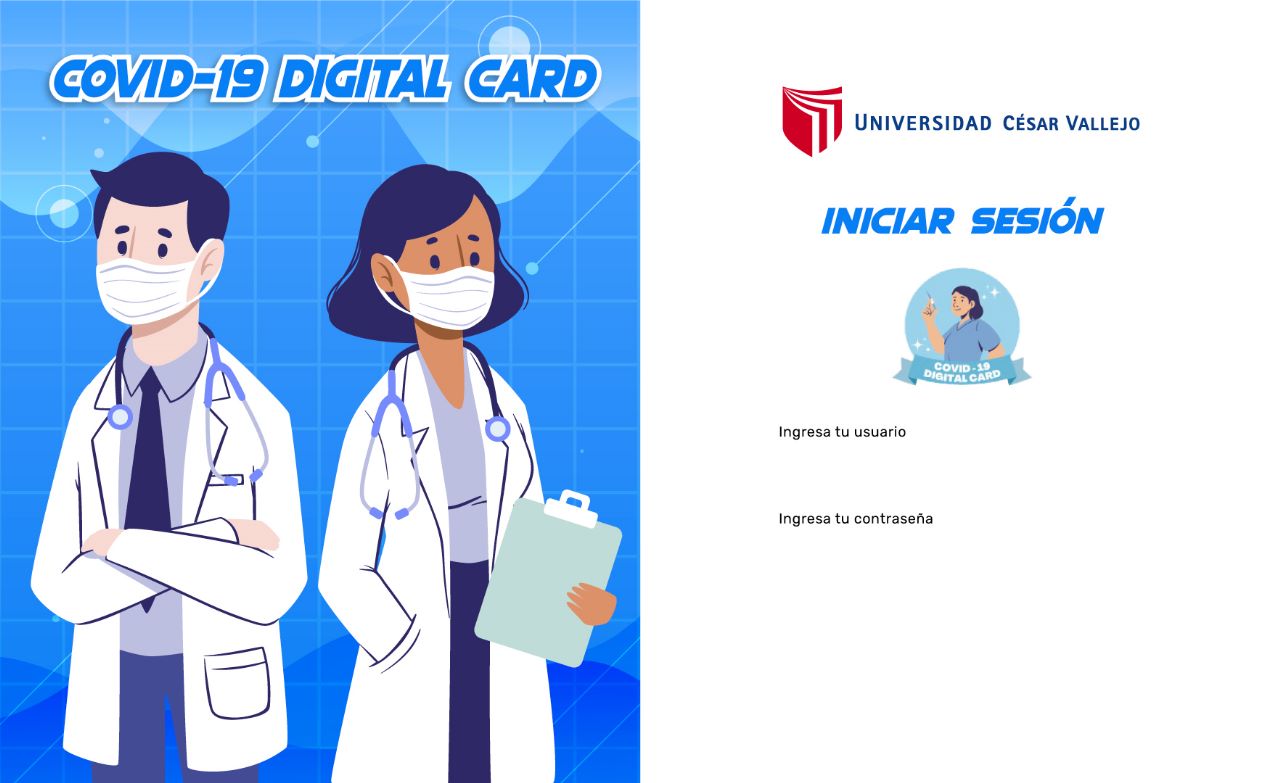 COVID-19 DIGITAL CARD
UNIVERSIDAD CÉSAR VALLEJO
INICIAR SESIÓN
COVID - 19
DIGITAL CARD
Ingresa tu usuario
Ingresa tu contraseña